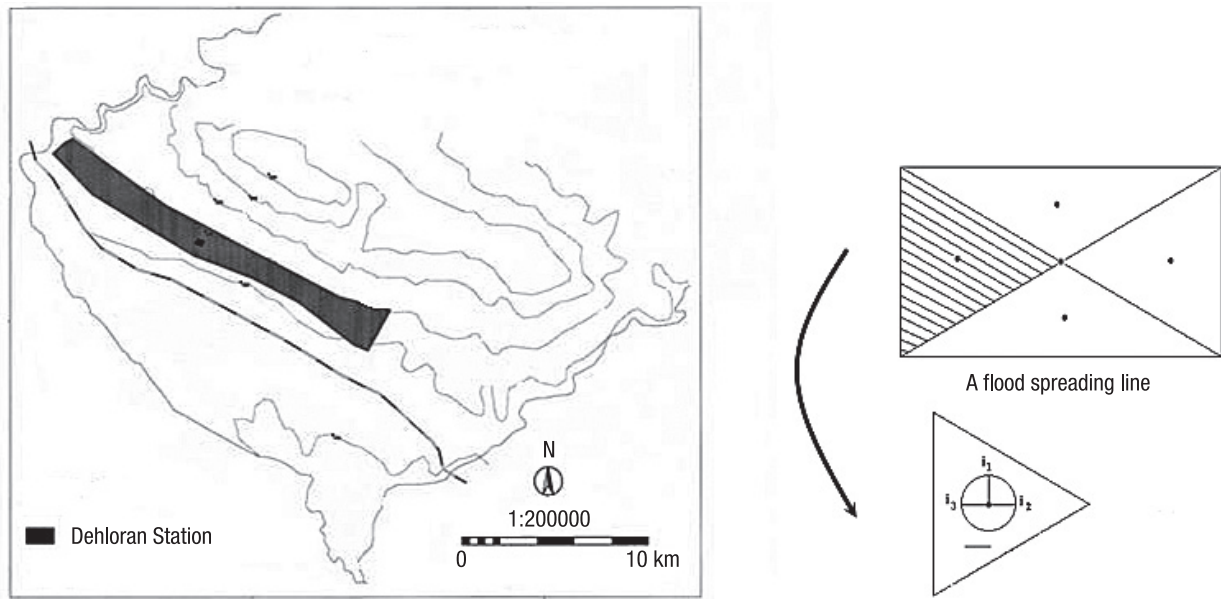 N
1:200000
0 10 km
Dehloran Station
A flood spreading line
i1
i3 i2